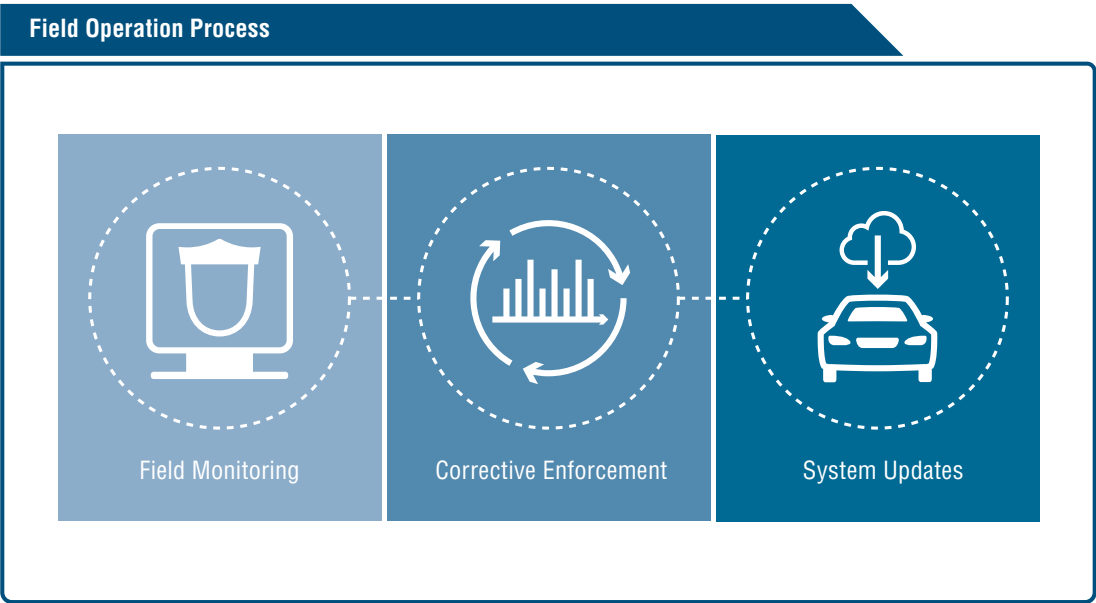 Field Operation Process
Field Monitoring
Corrective Enforcement
System Updates